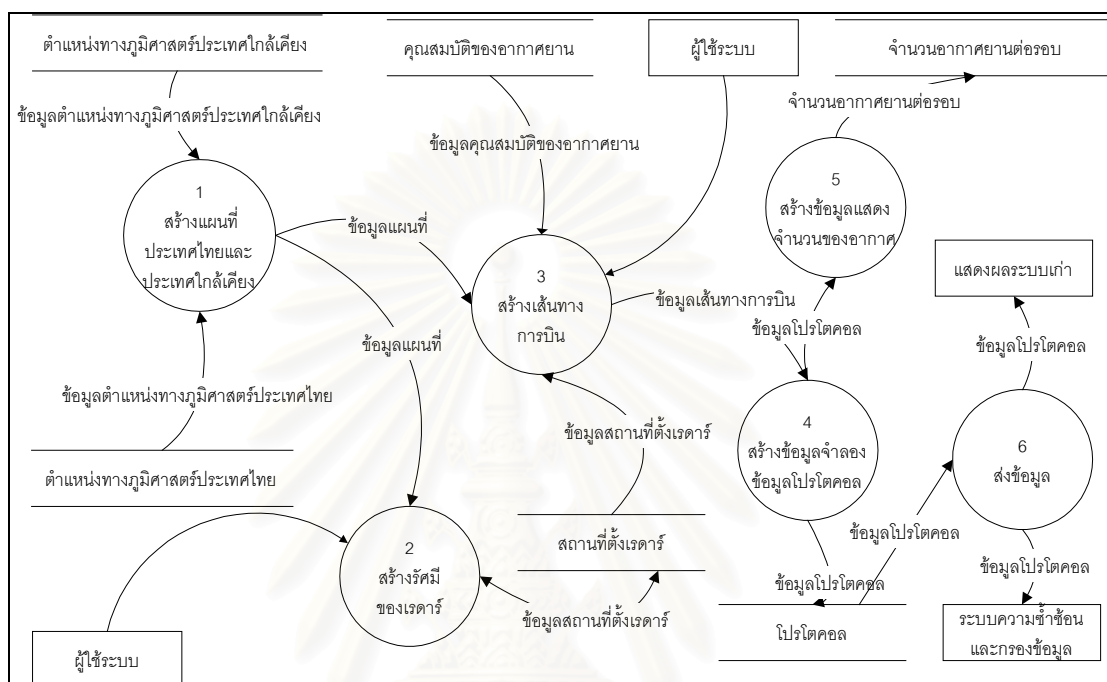 ตำแหน่งทางภูมิศาสตร์ประเทศใกล้เคียง
คุณสมบัติของอากาศยาน
ผู้ใช้ระบบ
จำนวนอากาศยานต่อรอบ
ข้อมูลตำแหน่งทางภูมิศาสตร์ประเทศใกล้เคียง
จำนวนอากาศยานต่อรอบ
ข้อมูลคุณสมบัติของอากาศยาน
1
สร้างแผนที่
ประเทศไทยและ
ประเทศใกล้เคียง
ข้อมูลแผนที่
5
สร้างข้อมูลแสดง
จำนวนของอากาศ
3
สร้างเส้นทาง
การบิน
แสดงผลระบบเก่า
ข้อมูลเส้นทางการบิน
ข้อมูลโปรโตคอล
ข้อมูลแผนที่
ข้อมูลโปรโตคอล
ข้อมูลตำแหน่งทางภูมิศาสตร์ประเทศไทย
ข้อมูลสถานที่ตั้งเรดาร์
4
สร้างข้อมูลจำลอง
ข้อมูลโปรโตคอล
6
ส่งข้อมูล
ตำแหน่งทางภูมิศาสตร์ประเทศไทย
สถานที่ตั้งเรดาร์
ข้อมูลโปรโตคอล
2
สร้างรัศมี
ของเรดาร์
ข้อมูลโปรโตคอล
ข้อมูลโปรโตคอล
ข้อมูลสถานที่ตั้งเรดาร์
โปรโตคอล
ระบบความซ้ำซ้อน
และกรองข้อมูล
ผู้ใช้ระบบ